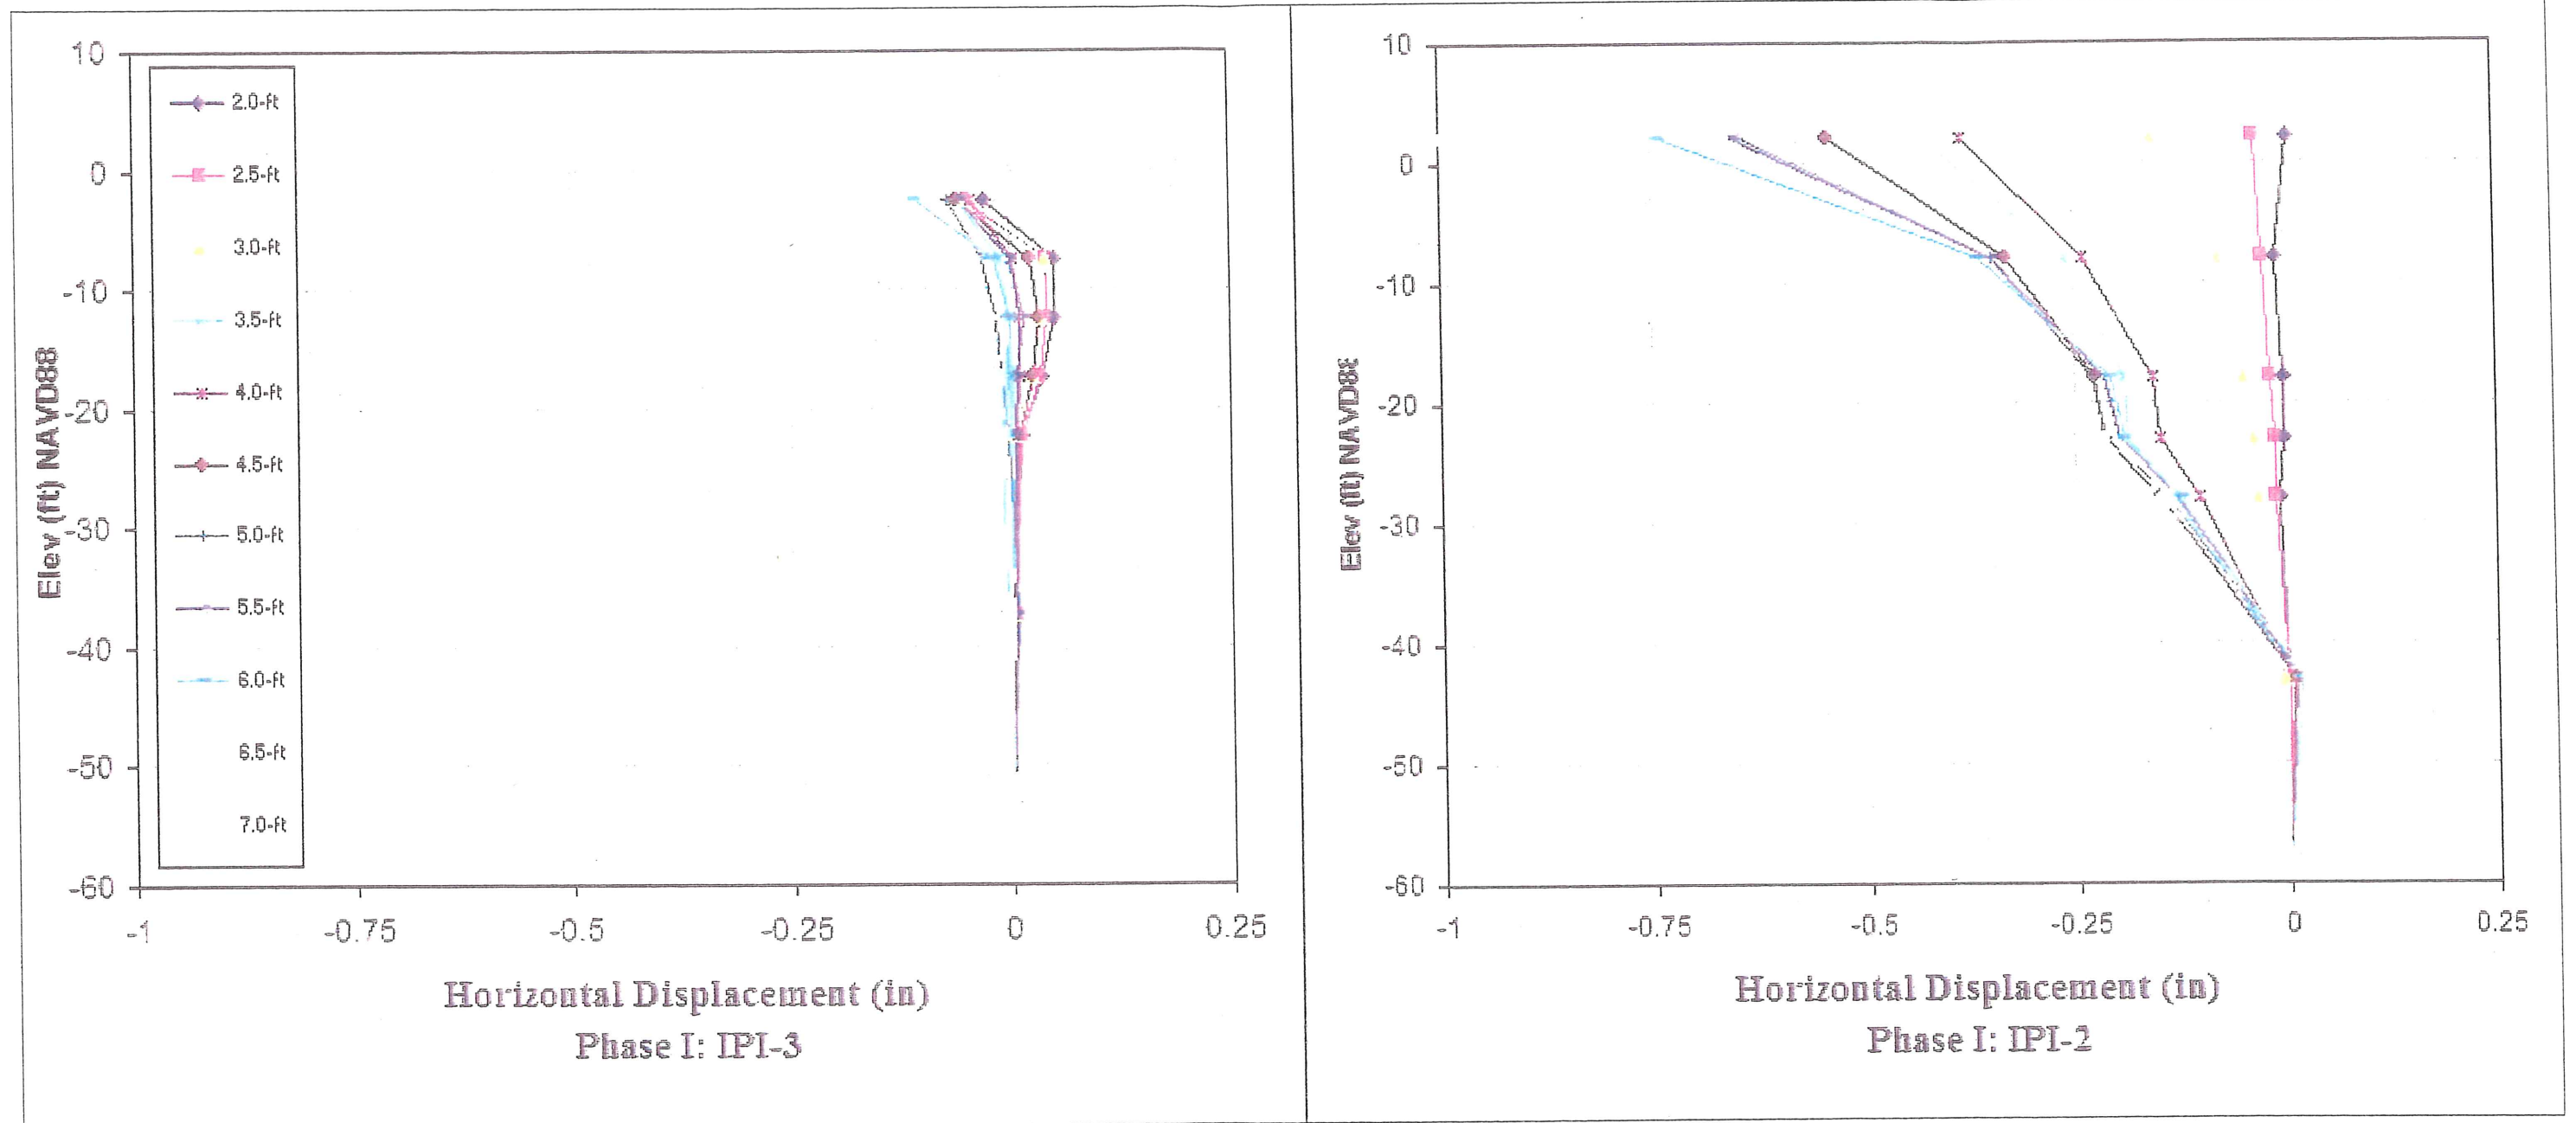 10
0
-10
-20
-30
-40
-50
-60
Elev (ft) NAVD88
2.0-ft
2.5-ft
3.0-ft
3.5-ft
4.0-ft
4.5-ft
5.0-ft
5.5-ft
6.0-ft
6.5-ft
7.0-ft
-1 -0.75 -0.5 -0.25 0 0.25
Horizontal Displacement (in)
Phase I: IPI-3
10
0
-10
-20
-30
-40
-50
-60
Elev (ft) NAVD88
-1 -0.75 -0.5 -0.25 0 0.25
Horizontal Displacement (in)
Phase I: IPI-2